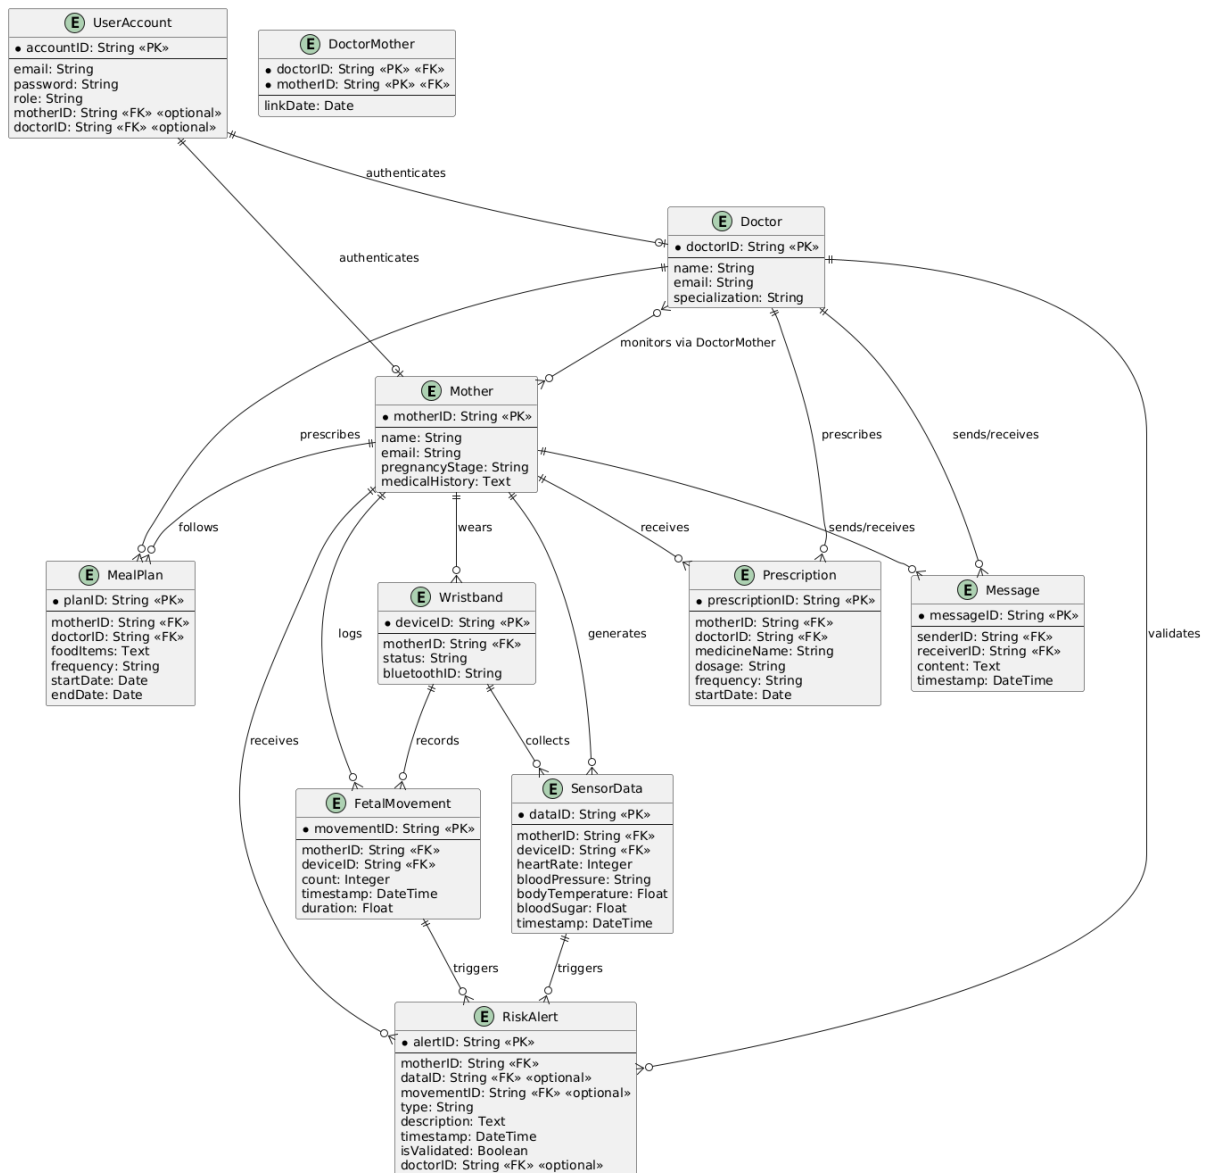 E UserAccount
accountID: String «PK»
email: String
password: String
role: String
motherID: String «FK» «optional»
doctorID: String «FK» «optional»
E DoctorMother
doctorID: String «PK» «FK»
motherID: String «PK» «FK»
linkDate: Date
authenticates
authenticates
E Doctor
doctorID: String «PK»
name: String
email: String
specialization: String
monitors via DoctorMother
E Mother
motherID: String «PK»
name: String
email: String
pregnancyStage: String
medicalHistory: Text
prescribes
prescribes
sends/receives
follows
wears
receives
sends/receives
E MealPlan
planID: String «PK»
motherID: String «FK»
doctorID: String «FK»
foodItems: Text
frequency: String
startDate: Date
endDate: Date
E Wristband
deviceID: String «PK»
motherID: String «FK»
status: String
bluetoothID: String
E Prescription
prescriptionID: String «PK»
motherID: String «FK»
doctorID: String «FK»
medicineName: String
dosage: String
frequency: String
startDate: Date
E Message
messageID: String «PK»
senderID: String «FK»
receiverID: String «FK»
content: Text
timestamp: DateTime
logs
generates
validates
receives
records
collects
E FetalMovement
movementID: String «PK»
motherID: String «FK»
deviceID: String «FK»
count: Integer
timestamp: DateTime
duration: Float
E SensorData
dataID: String «PK»
motherID: String «FK»
deviceID: String «FK»
heartRate: Integer
bloodPressure: String
bodyTemperature: Float
bloodSugar: Float
timestamp: DateTime
triggers
triggers
E RiskAlert
alertID: String «PK»
motherID: String «FK»
dataID: String «FK» «optional»
movementID: String «FK» «optional»
type: String
description: Text
timestamp: DateTime
isValidated: Boolean
doctorID: String «FK» «optional»